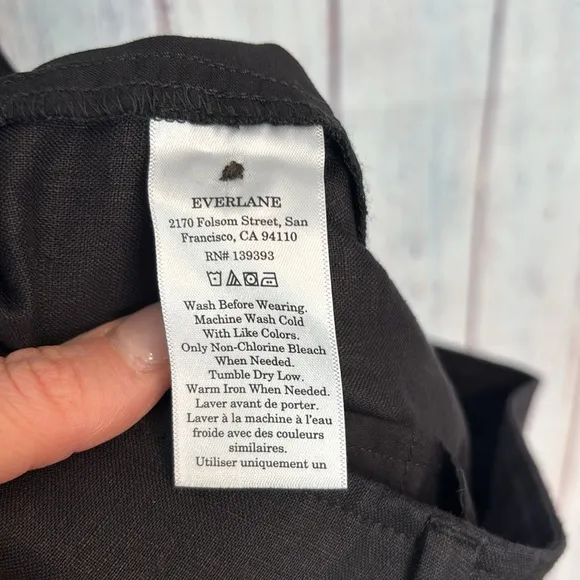 EVERLANE
2170 Folsom Street, San
Francisco, CA 94110
RN# 139393
Wash Before Wearing.
Machine Wash Cold
With Like Colors.
Only Non-Chlorine Bleach
When Needed.
Tumble Dry Low.
Warm Iron When Needed.
Laver avant de porter.
Laver à la machine à l'eau
froide avec des couleurs
similaires.
Utiliser uniquement un